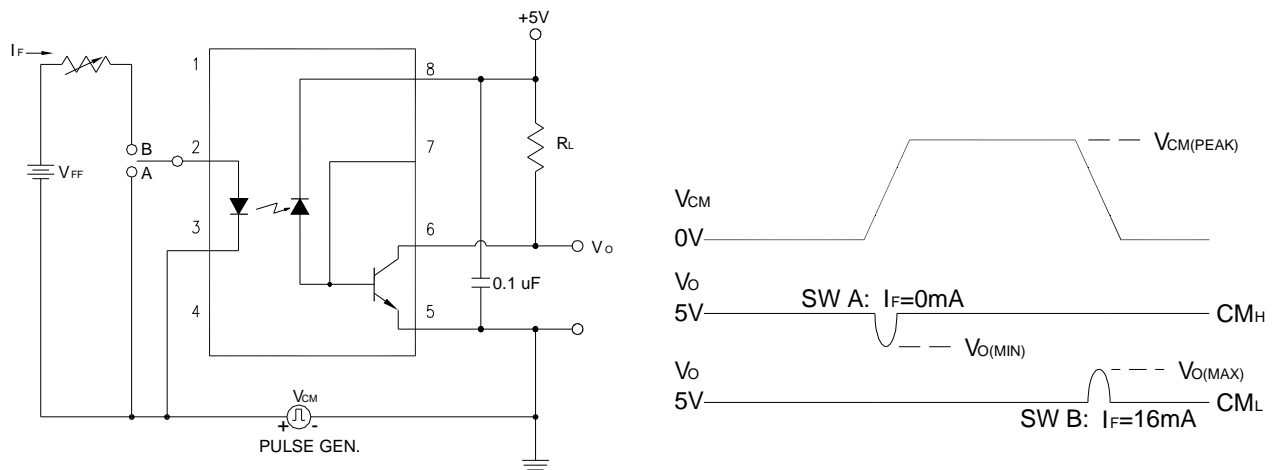 +5V
IF
1
8
B
2
7
RL
A
VFF
3
6
VO
0.1 uF
4
5
VCM
+ -
PULSE GEN.
VCM(PEAK)
VCM
0V
VO
SW A: IF=0mA
5V
CMH
VO(MIN)
VO
VO(MAX)
5V
CML
SW B: IF=16mA